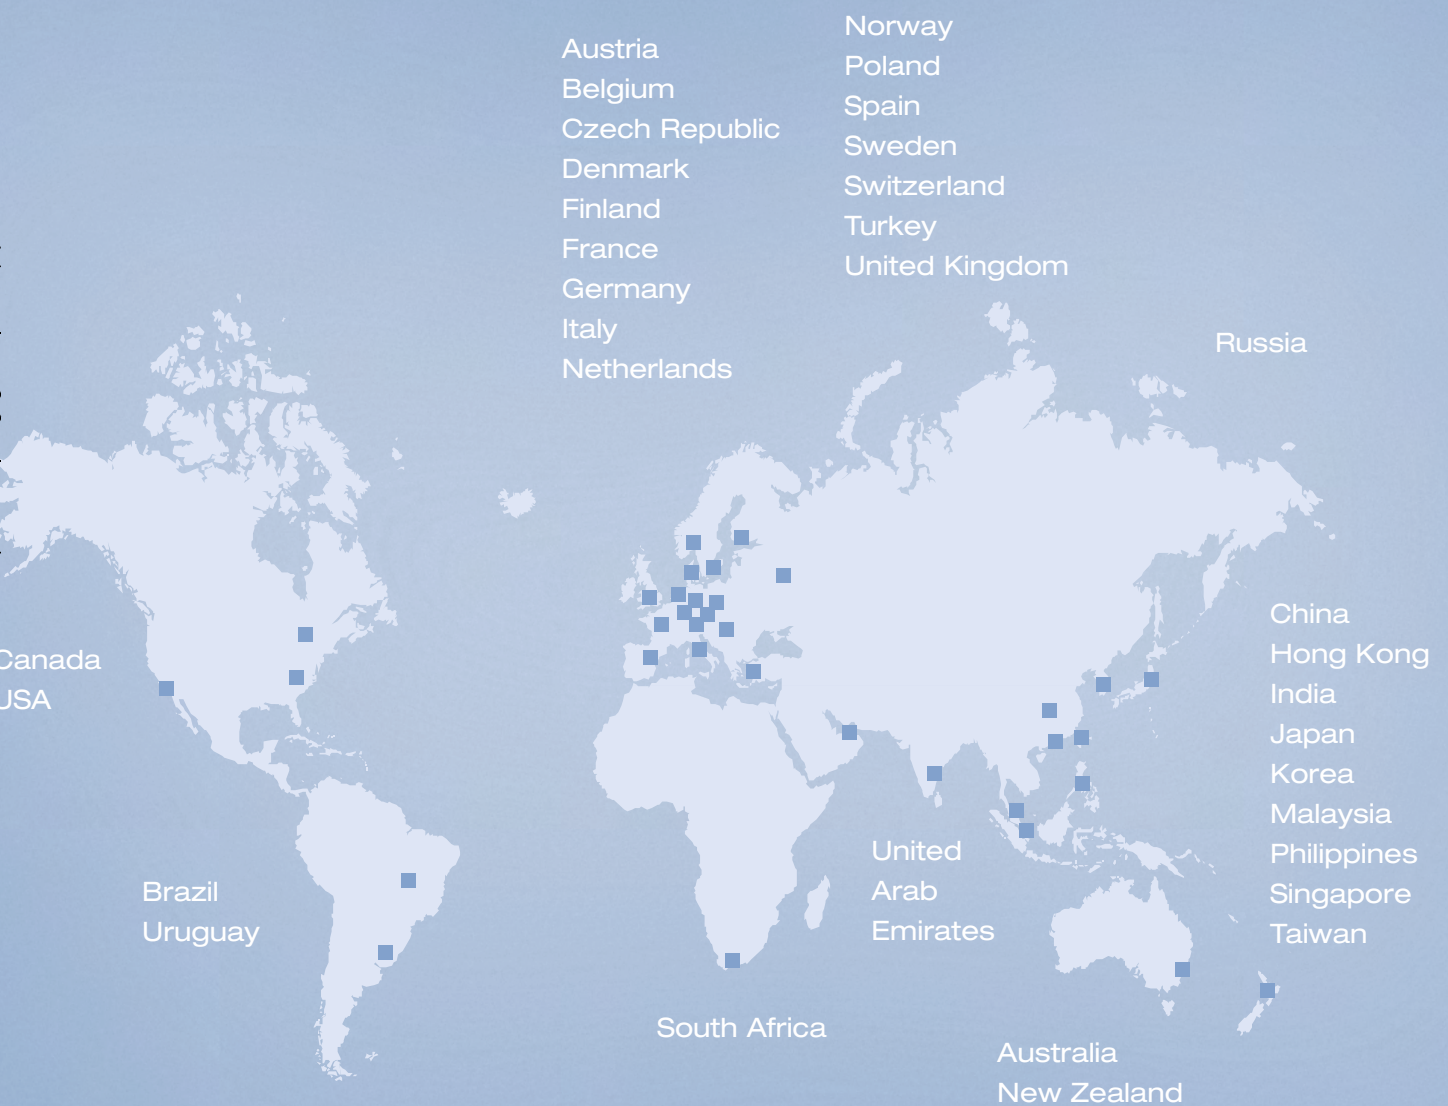 Austria
Belgium
Czech Republic
Denmark
Finland
France
Germany
Italy
Netherlands
Norway
Poland
Spain
Sweden
Switzerland
Turkey
United Kingdom
Russia
Canada
USA
China
Hong Kong
India
Japan
Korea
Malaysia
Philippines
Singapore
Taiwan
Brazil
Uruguay
United
Arab
Emirates
South Africa
Australia
New Zealand